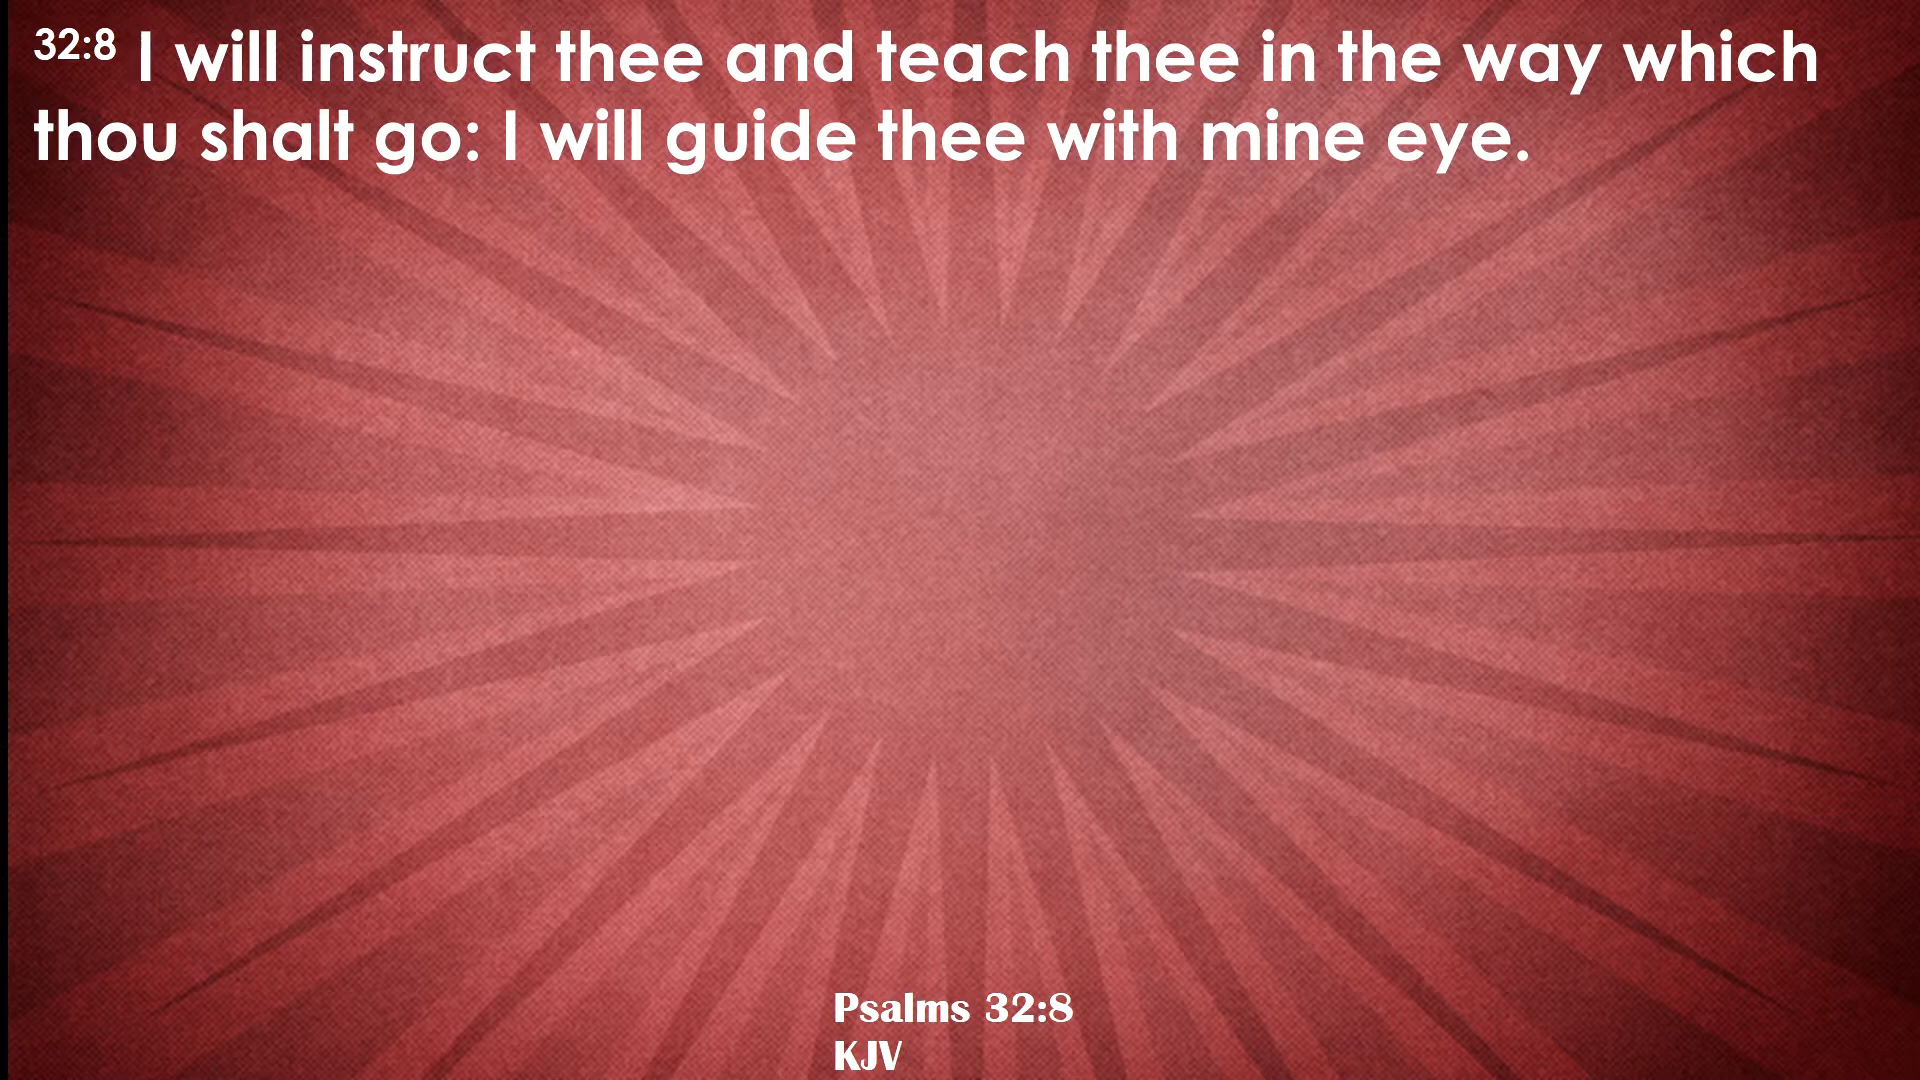 32:8 I will instruct thee and teach thee in the way which
thou shalt go: I will guide thee with mine eye.
Psalms 32:8
KJV